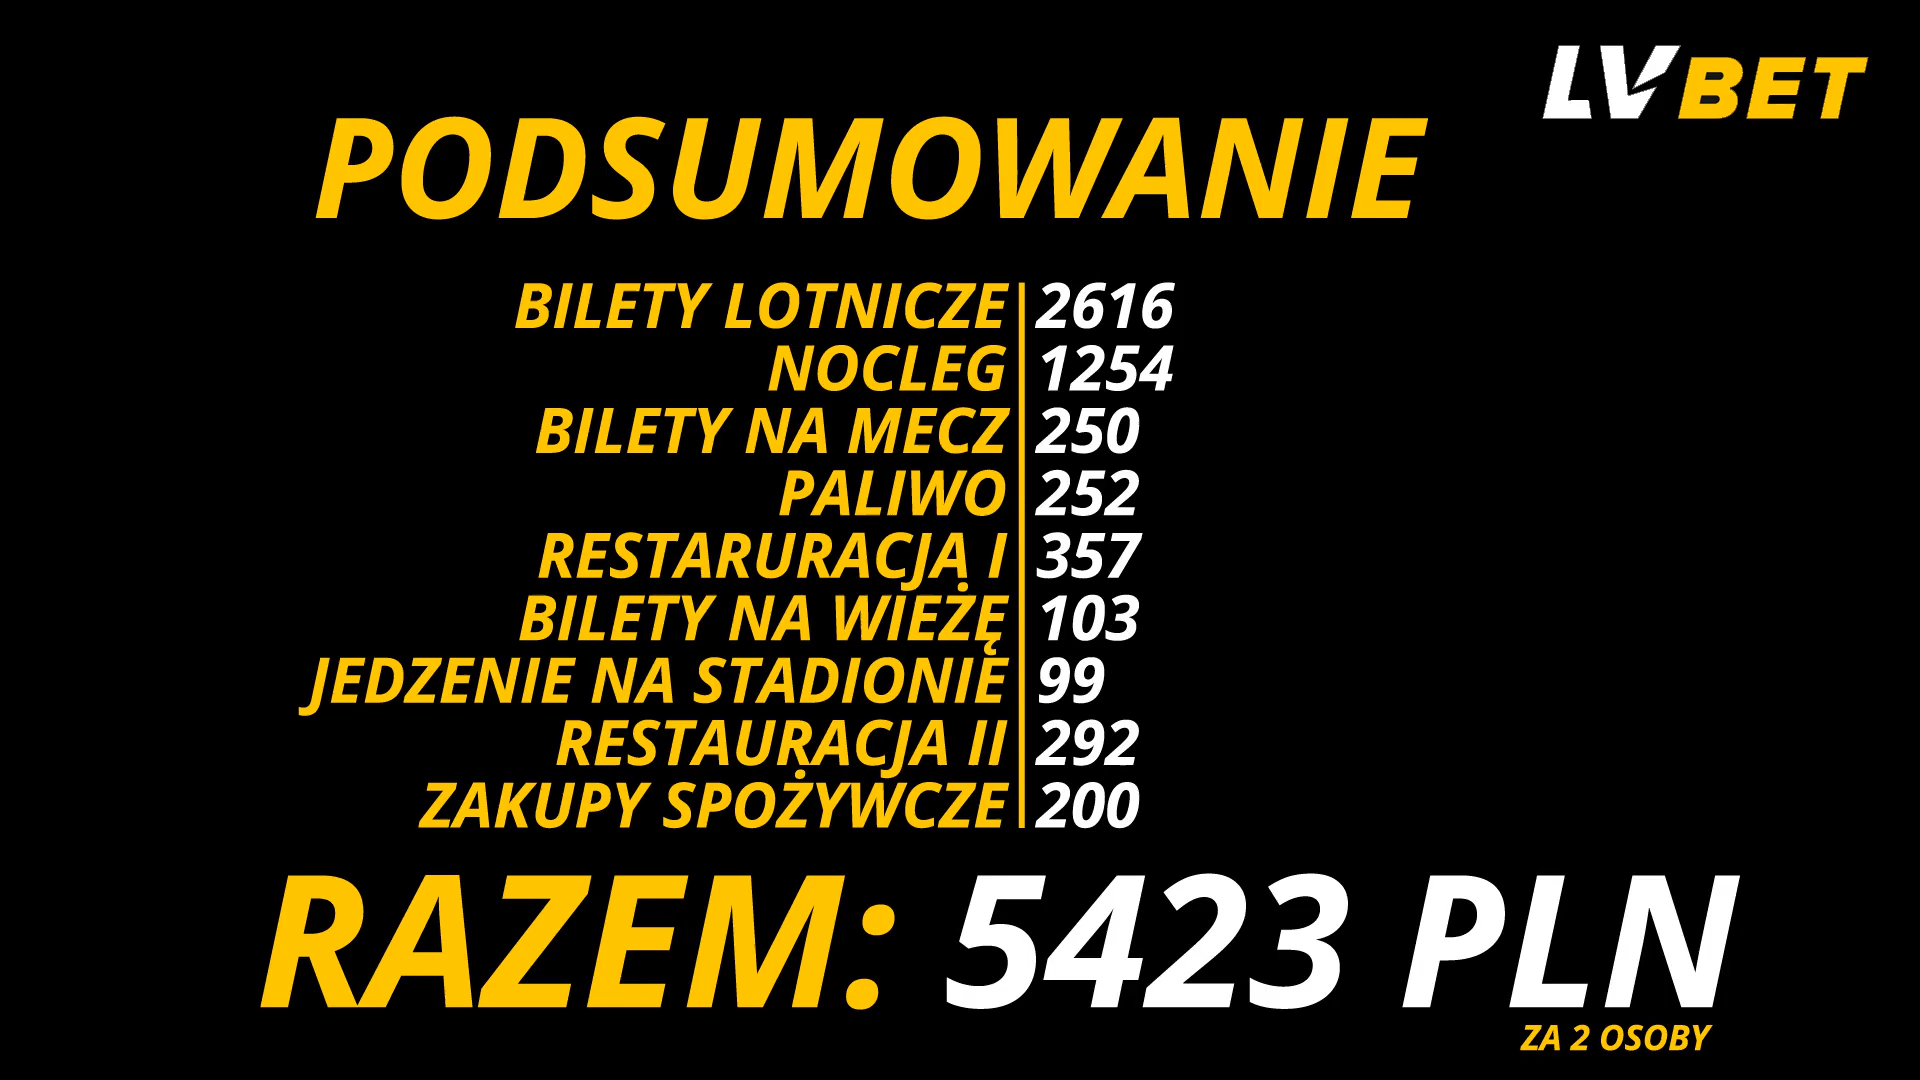 LVBET
PODSUMOWANIE
BILETY LOTNICZE 2616
NOCLEG 1254
BILETY NA MECZ 250
PALIWO 252
RESTARURACJA I 357
BILETY NA WIEŻĘ 103
JEDZENIE NA STADIONIE 99
RESTAURACJA II 292
ZAKUPY SPOŻYWCZE 200
RAZEM: 5423 PLN
ZA 2 OSOBY